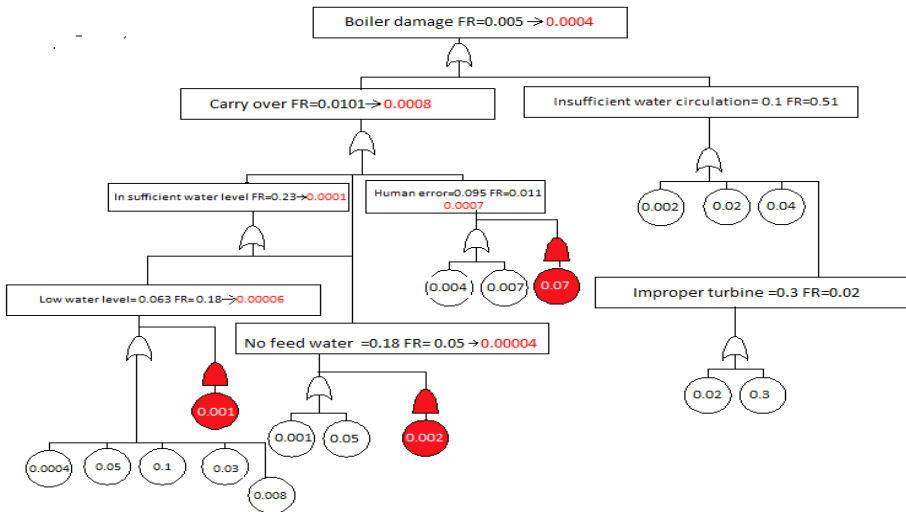 Boiler damage FR=0.005 → 0.0004
Carry over FR=0.0101→ 0.0008
Insufficient water circulation= 0.1 FR=0.51
In sufficient water level FR=0.23→0.0001
Human error=0.095 FR=0.011
0.0007
0.002
0.02
0.04
0.004
0.007
0.07
Low water level= 0.063 FR= 0.18→0.00006
Improper turbine =0.3 FR=0.02
No feed water =0.18 FR= 0.05 →0.00004
0.02
0.3
0.001
0.001
0.05
0.002
0.0004
0.05
0.1
0.03
0.008